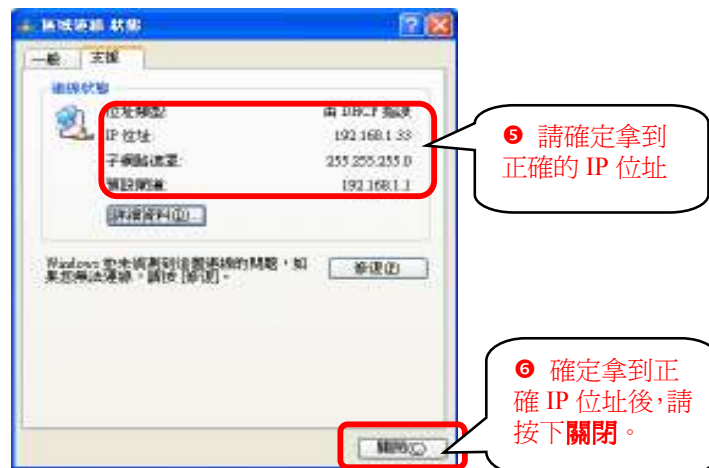 區域連線 狀態
一般 支援
連線狀態
位址類型: 由 DHCP 指派
IP 位址: 192.168.1.33
子網路遮罩: 255.255.255.0
預設閘道: 192.168.1.1
詳細資料(D)...
Windows 並未偵測到這個連線的問題，如
果您無法連線，請按 [修復]。
修復(P)
關閉(C)
❺ 請確定拿到
正確的 IP 位址
❻ 確定拿到正
確 IP 位址後，請
按下關閉。